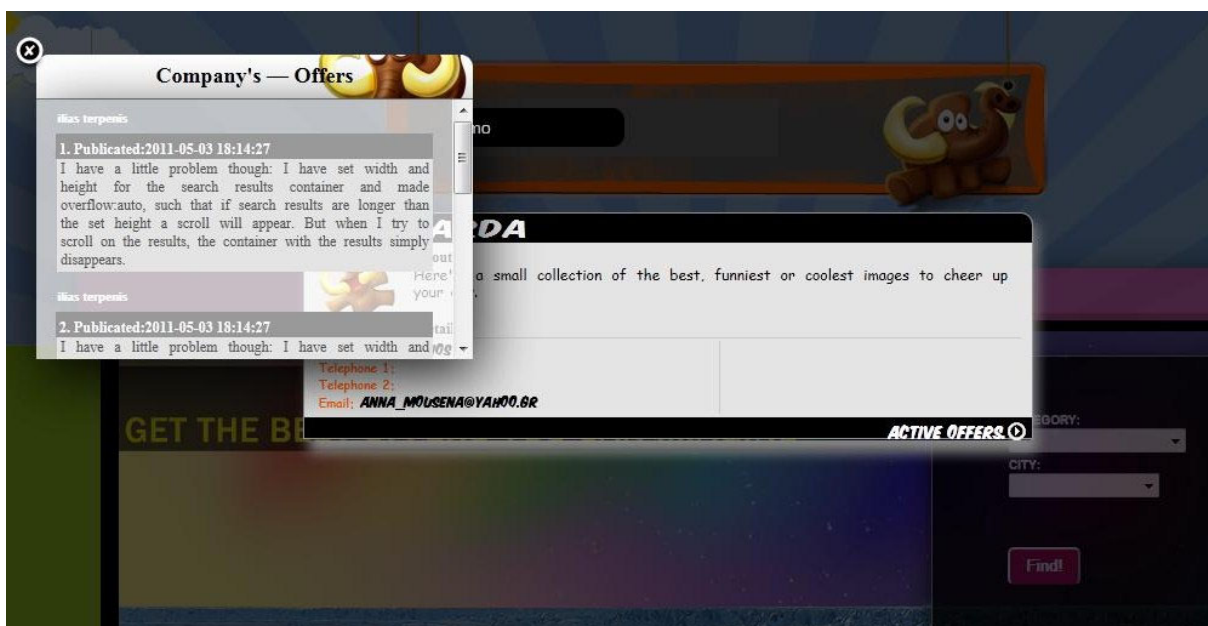 Company's — Offers
ilias terpenis
1. Publicated:2011-05-03 18:14:27
I have a little problem though: I have set width and
height for the search results container and made
overflow:auto, such that if search results are longer than
the set height a scroll will appear. But when I try to
scroll on the results, the container with the results simply
disappears.
ilias terpenis
2. Publicated:2011-05-03 18:14:27
I have a little problem though: I have set width and
a small collection of the best, funniest or coolest images to cheer up
your
Telephone 1:
Telephone 2:
Email: ANNA_MOUSENA@YAHOO.GR
ACTIVE OFFERS
GET THE
CITY:
Find!